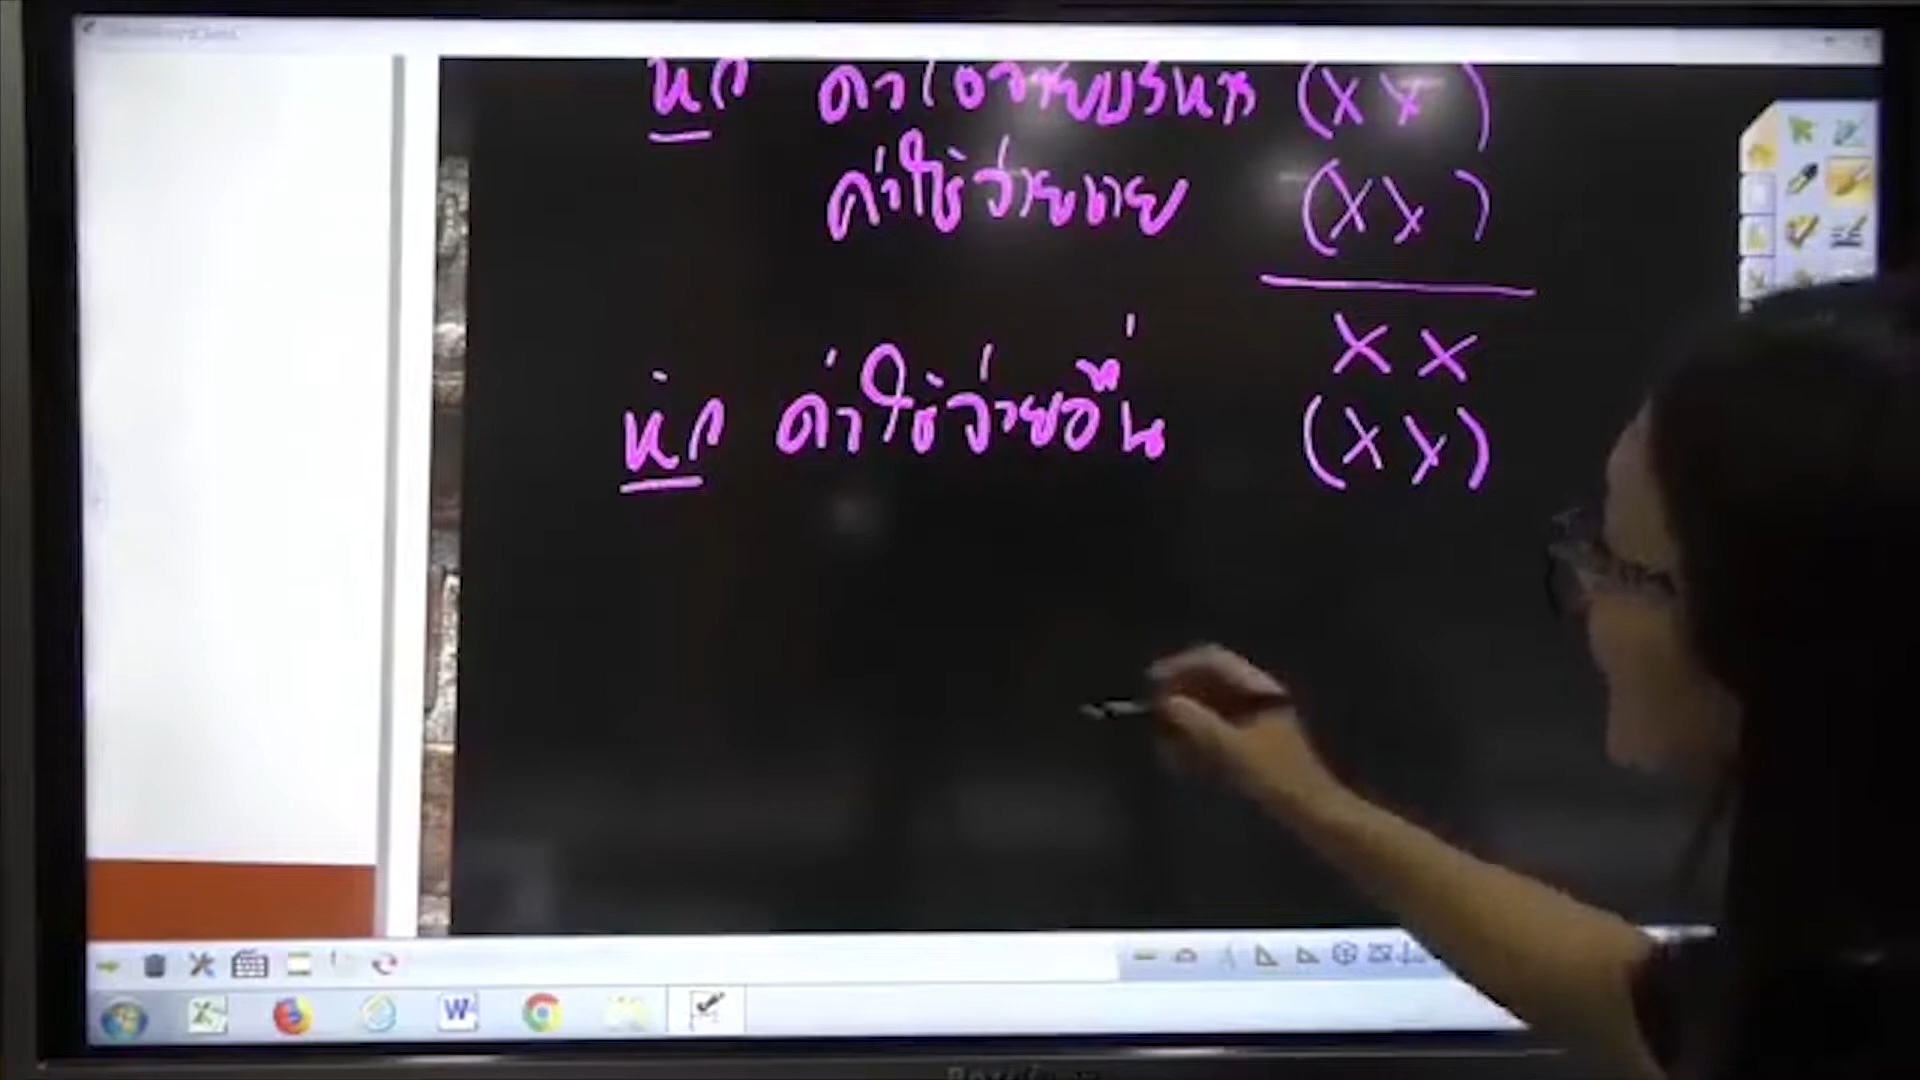 หัก ค่าใช้จ่ายบริหาร (XX)
ค่าใช้จ่ายขาย (XX)
XX
หัก ค่าใช้จ่ายอื่น (XX)